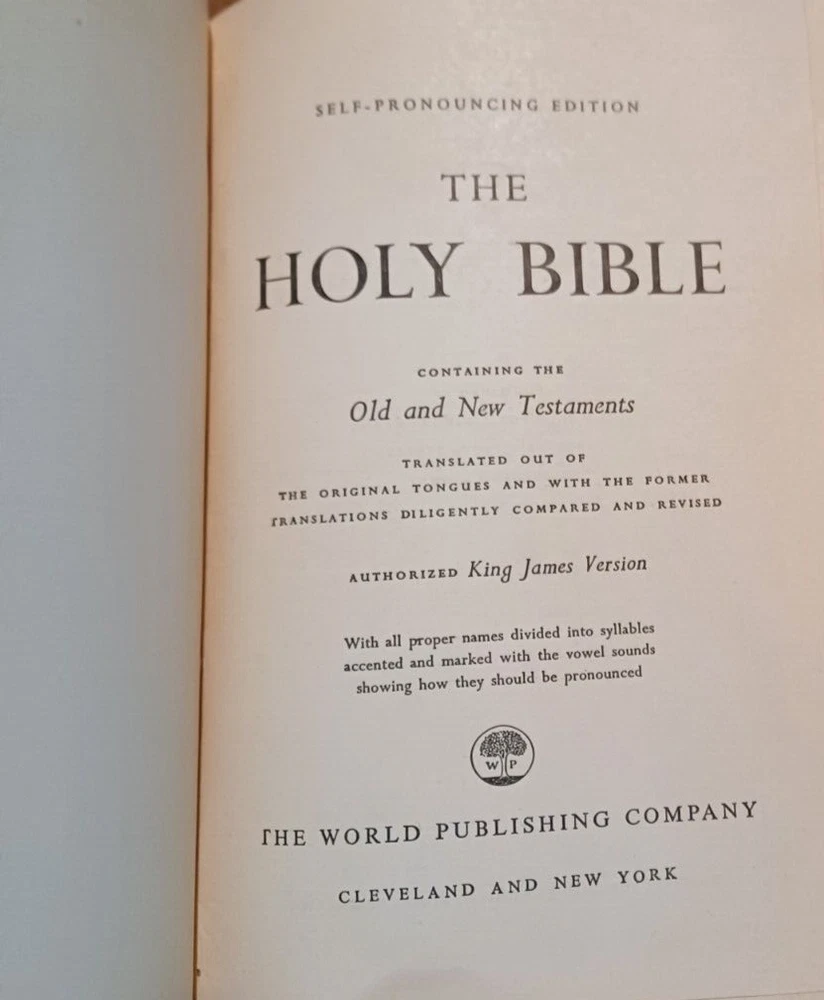 SELF-PRONOUNCING EDITION
THE
HOLY BIBLE
CONTAINING THE
Old and New Testaments
TRANSLATED OUT OF
THE ORIGINAL TONGUES AND WITH THE FORMER
TRANSLATIONS DILIGENTLY COMPARED AND REVISED
AUTHORIZED King James Version
With all proper names divided into syllables
accented and marked with the vowel sounds
showing how they should be pronounced
W P
THE WORLD PUBLISHING COMPANY
CLEVELAND AND NEW YORK